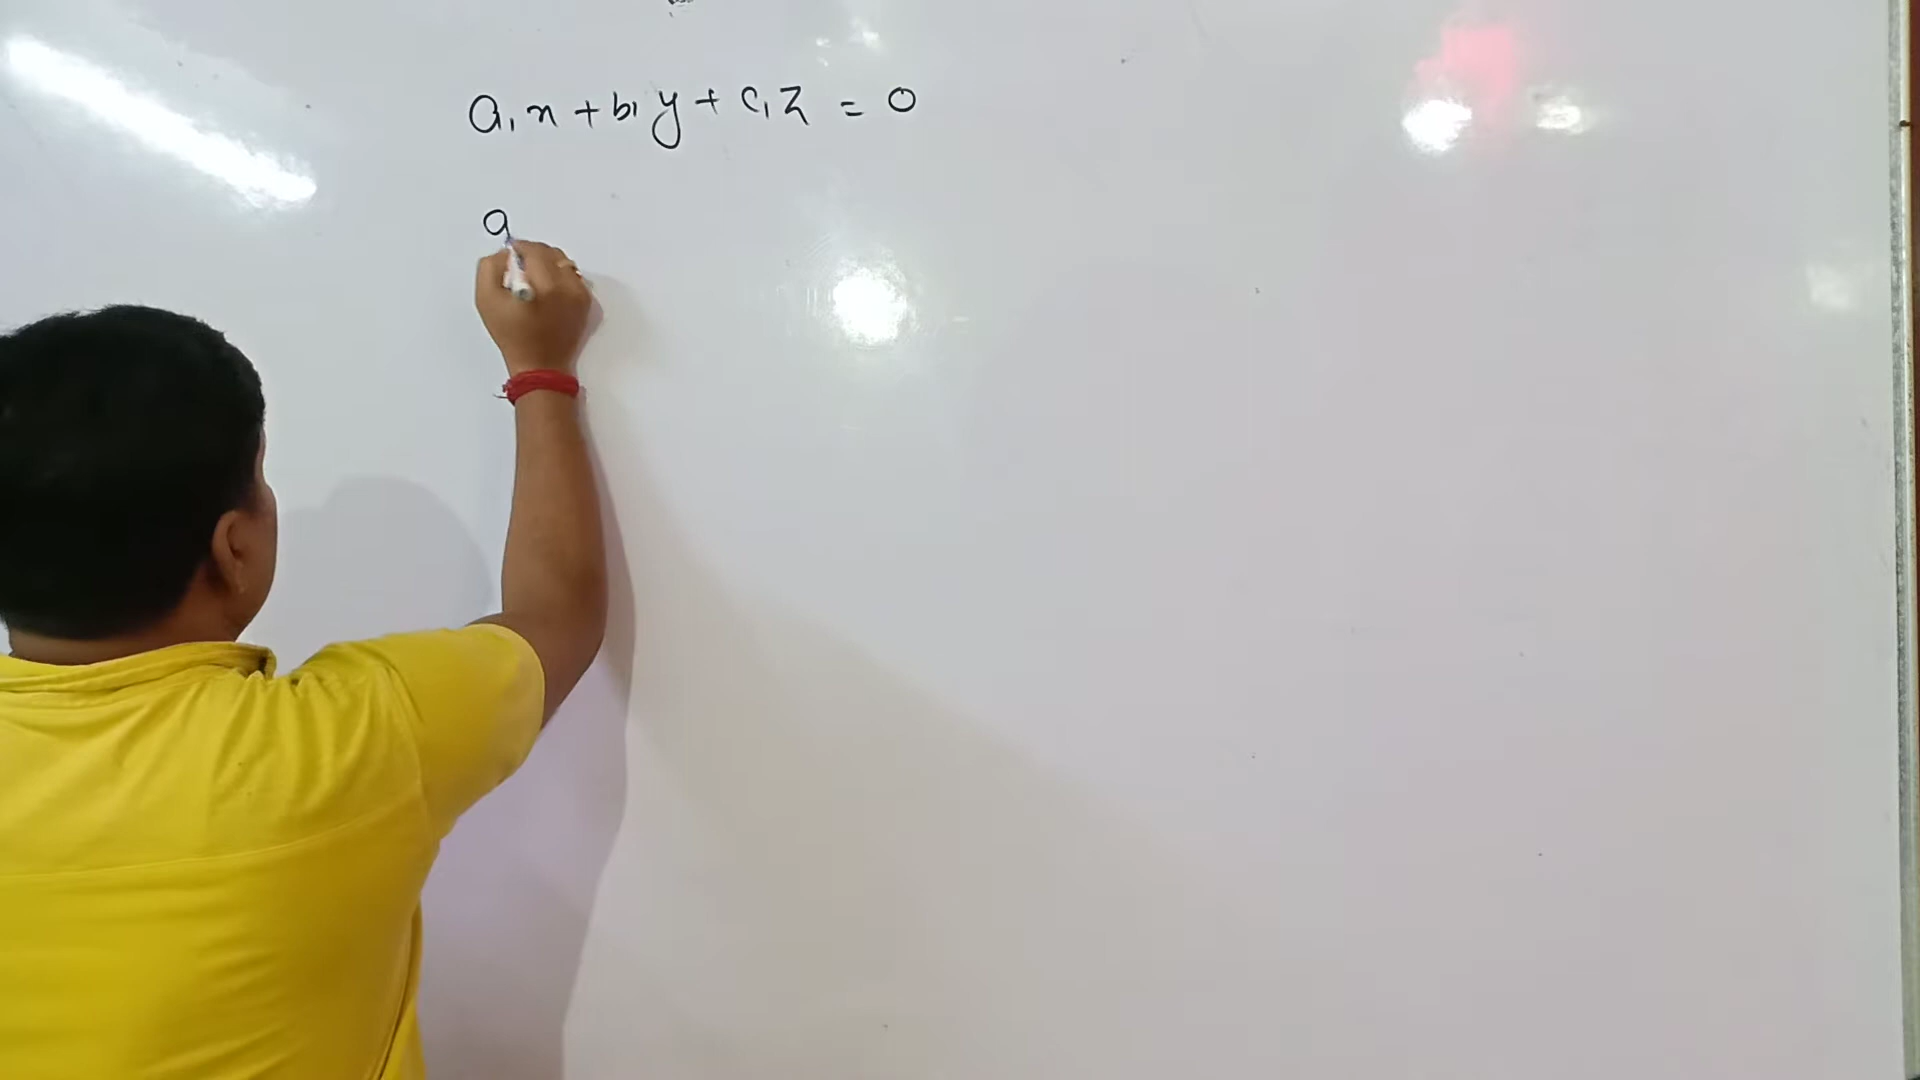 a₁x + b₁y + c₁z = 0
a